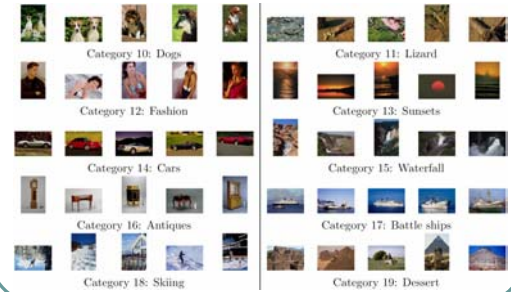 Category 10: Dogs
Category 11: Lizard
Category 12: Fashion
Category 13: Sunsets
Category 14: Cars
Category 15: Waterfall
Category 16: Antiques
Category 17: Battle ships
Category 18: Skiing
Category 19: Dessert